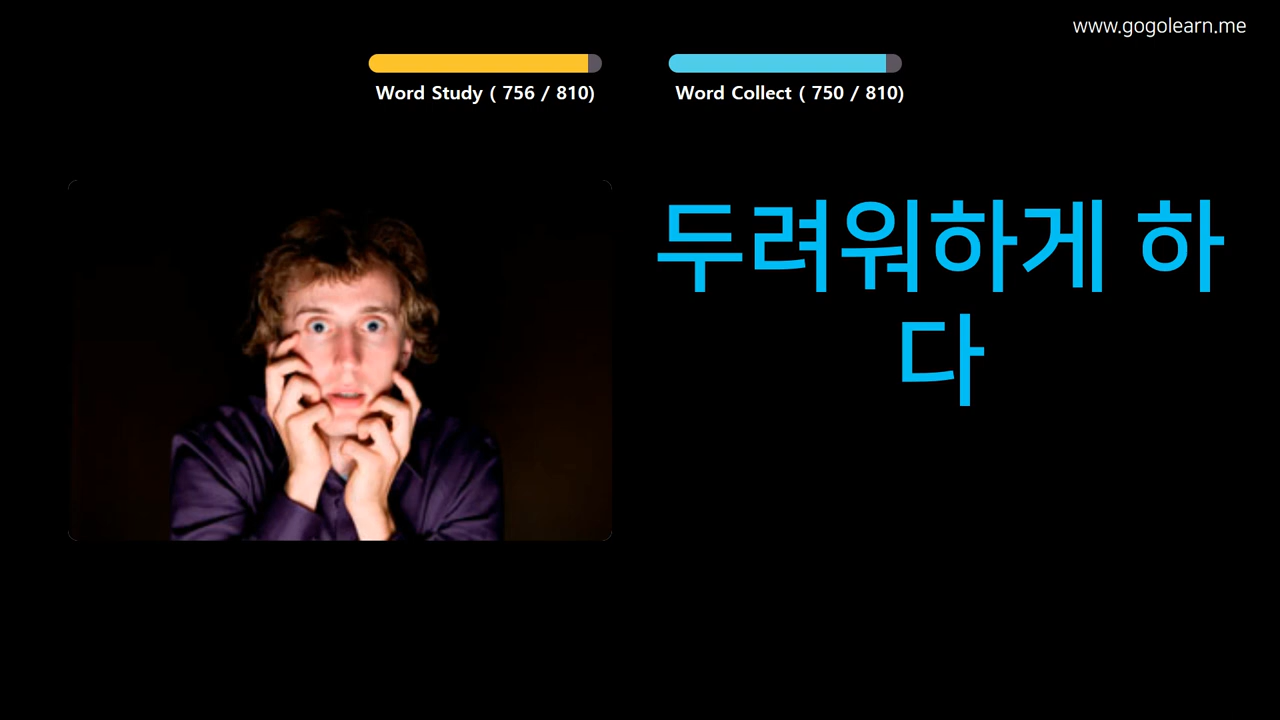 www.gogolearn.me
Word Study ( 756 / 810)
Word Collect ( 750 / 810)
두려워하게 하
다